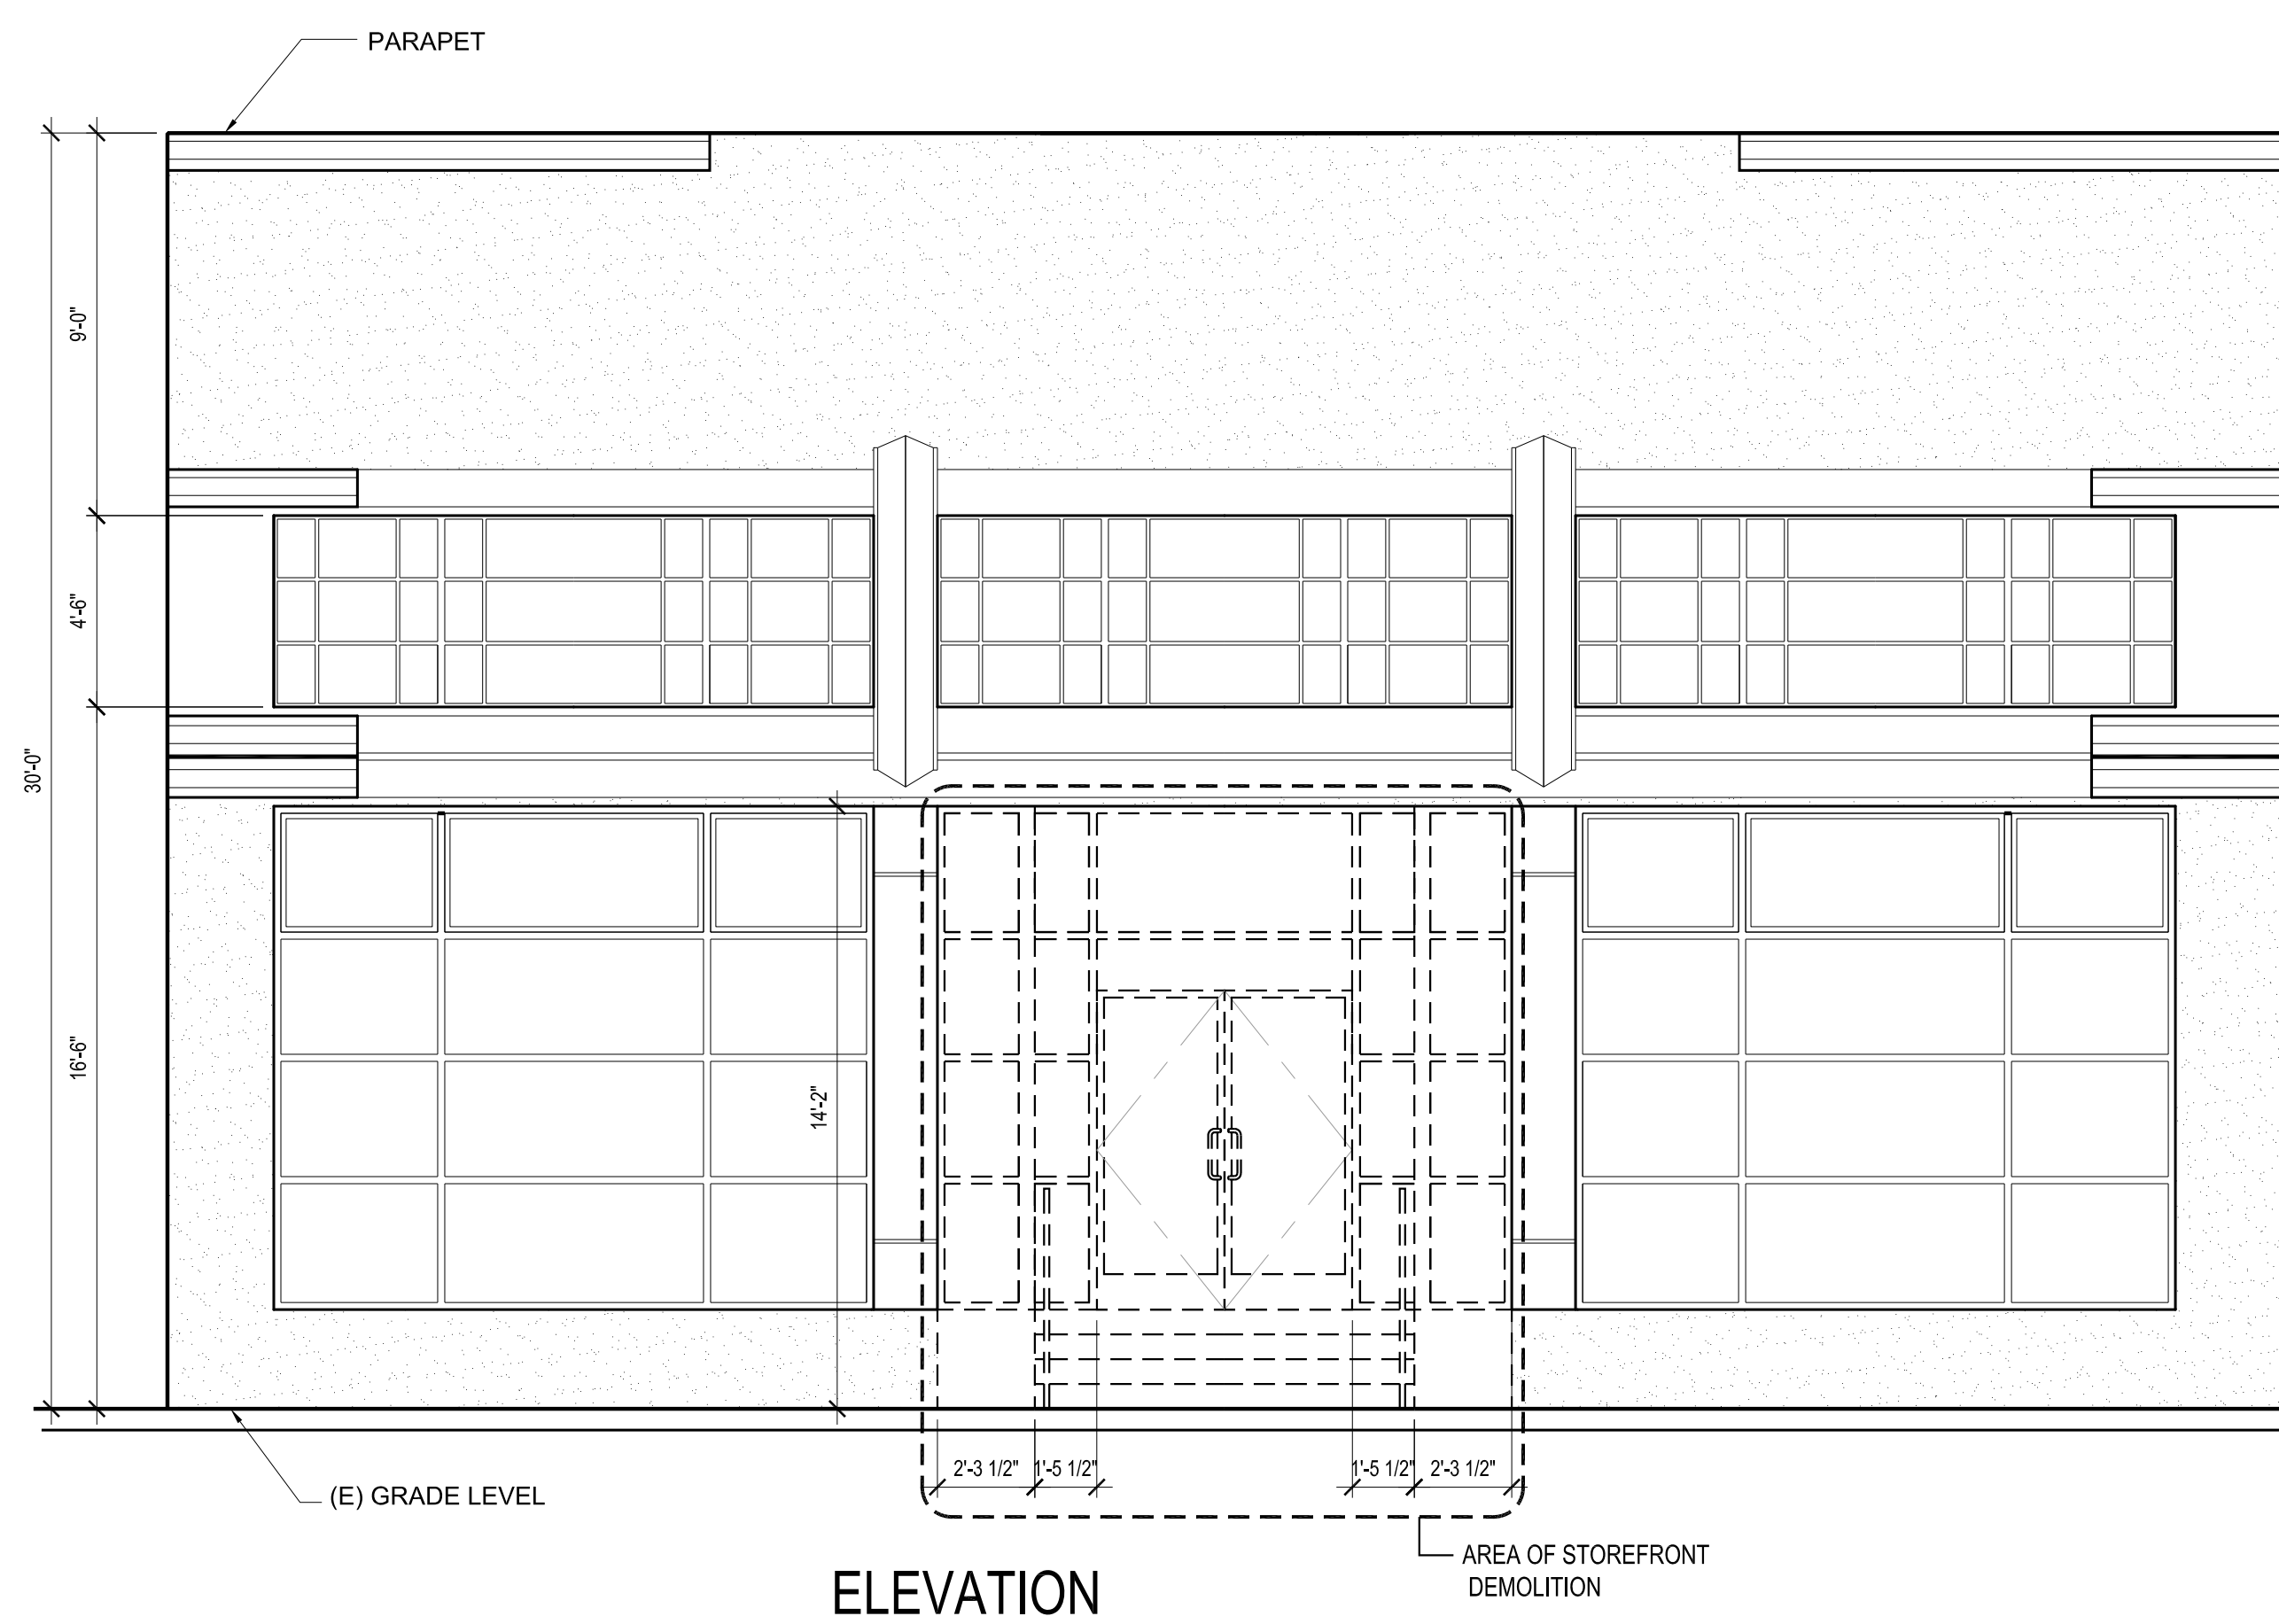 PARAPET
9'-0"
4'-6"
30'-0"
16'-6"
14'-2"
2'-3 1/2" 1'-5 1/2" 1'-5 1/2" 2'-3 1/2"
(E) GRADE LEVEL
AREA OF STOREFRONT
DEMOLITION
ELEVATION